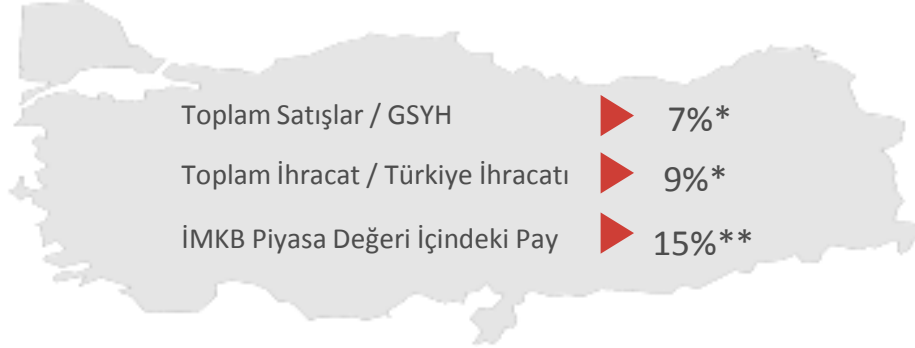 Toplam Satışlar / GSYH 7%*
Toplam İhracat / Türkiye İhracatı 9%*
İMKB Piyasa Değeri İçindeki Pay 15%**